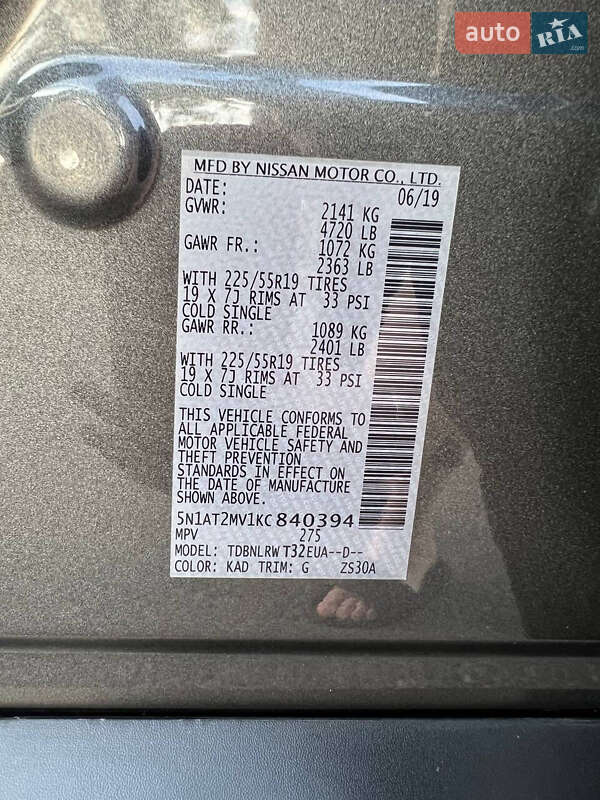 auto RIA.com
MFD BY NISSAN MOTOR CO., LTD.
DATE: 06/19
GVWR: 2141 KG
4720 LB
GAWR FR.: 1072 KG
2363 LB
WITH 225/55R19 TIRES
19 X 7J RIMS AT 33 PSI
COLD SINGLE
GAWR RR.: 1089 KG
2401 LB
WITH 225/55R19 TIRES
19 X 7J RIMS AT 33 PSI
COLD SINGLE
THIS VEHICLE CONFORMS TO
ALL APPLICABLE FEDERAL
MOTOR VEHICLE SAFETY AND
THEFT PREVENTION
STANDARDS IN EFFECT ON
THE DATE OF MANUFACTURE
SHOWN ABOVE.
5N1AT2MV1KC840394
MPV 275
MODEL: TDBNLRWT32EUA--D--
COLOR: KAD TRIM: G ZS30A